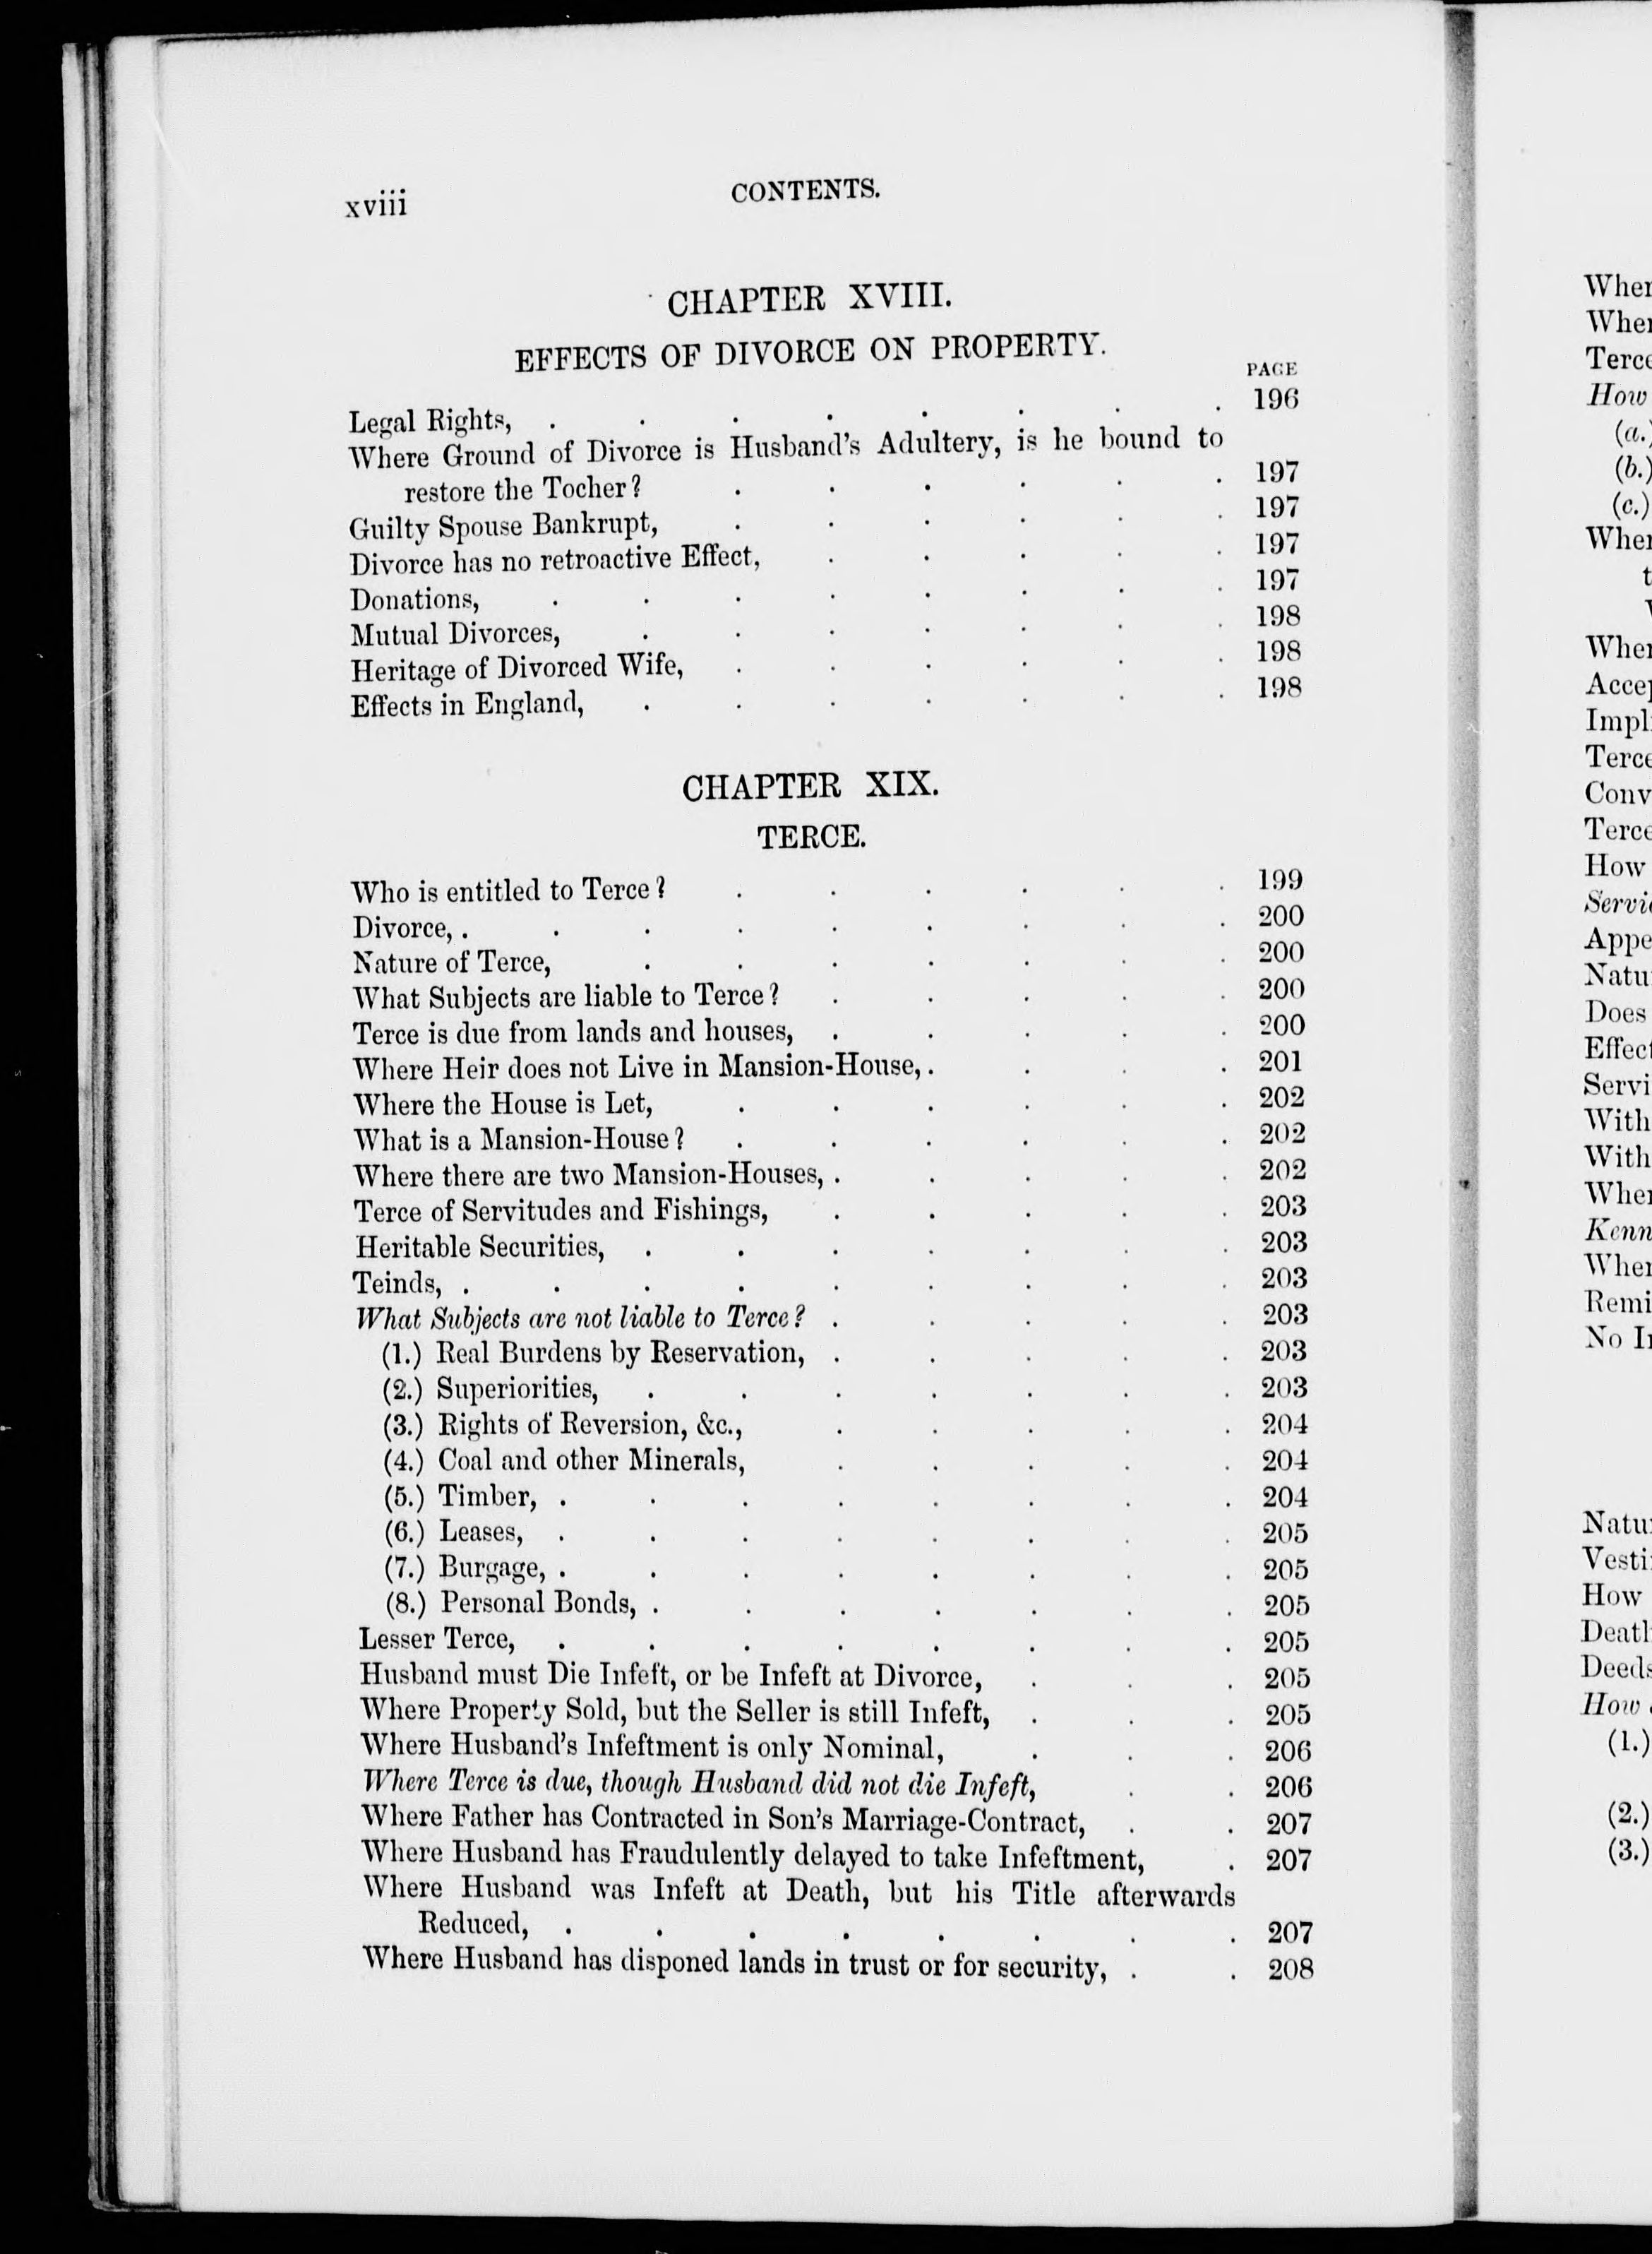 xviii
CONTENTS.
CHAPTER XVIII.
EFFECTS OF DIVORCE ON PROPERTY.
PAGE
Legal Rights, . . . . . . . . 196
Where Ground of Divorce is Husband's Adultery, is he bound to
restore the Tocher? . . . . . . 197
Guilty Spouse Bankrupt, . . . . . . 197
Divorce has no retroactive Effect, . . . . . 197
Donations, . . . . . . . . 197
Mutual Divorces, . . . . . . . 198
Heritage of Divorced Wife, . . . . . . 198
Effects in England, . . . . . . . 198
CHAPTER XIX.
TERCE.
Who is entitled to Terce? . . . . . . 199
Divorce, . . . . . . . . . 200
Nature of Terce, . . . . . . . 200
What Subjects are liable to Terce? . . . . . 200
Terce is due from lands and houses, . . . . . 200
Where Heir does not Live in Mansion-House, . . . . 201
Where the House is Let, . . . . . . 202
What is a Mansion-House? . . . . . . 202
Where there are two Mansion-Houses, . . . . . 202
Terce of Servitudes and Fishings, . . . . . 203
Heritable Securities, . . . . . . . 203
Teinds, . . . . . . . . . 203
What Subjects are not liable to Terce? . . . . . 203
(1.) Real Burdens by Reservation, . . . . . 203
(2.) Superiorities, . . . . . . . 203
(3.) Rights of Reversion, &c., . . . . . 204
(4.) Coal and other Minerals, . . . . . 204
(5.) Timber, . . . . . . . . 204
(6.) Leases, . . . . . . . . 205
(7.) Burgage, . . . . . . . . 205
(8.) Personal Bonds, . . . . . . . 205
Lesser Terce, . . . . . . . . 205
Husband must Die Infeft, or be Infeft at Divorce, . . . 205
Where Property Sold, but the Seller is still Infeft, . . . 205
Where Husband's Infeftment is only Nominal, . . . 206
Where Terce is due, though Husband did not die Infeft, . . 206
Where Father has Contracted in Son's Marriage-Contract, . . 207
Where Husband has Fraudulently delayed to take Infeftment, . 207
Where Husband was Infeft at Death, but his Title afterwards
Reduced, . . . . . . . . 207
Where Husband has disponed lands in trust or for security, . . 208
How
(a.)
(b.)
(c.)
How
Does
With
With
No
How
How
(1.)
(2.)
(3.)